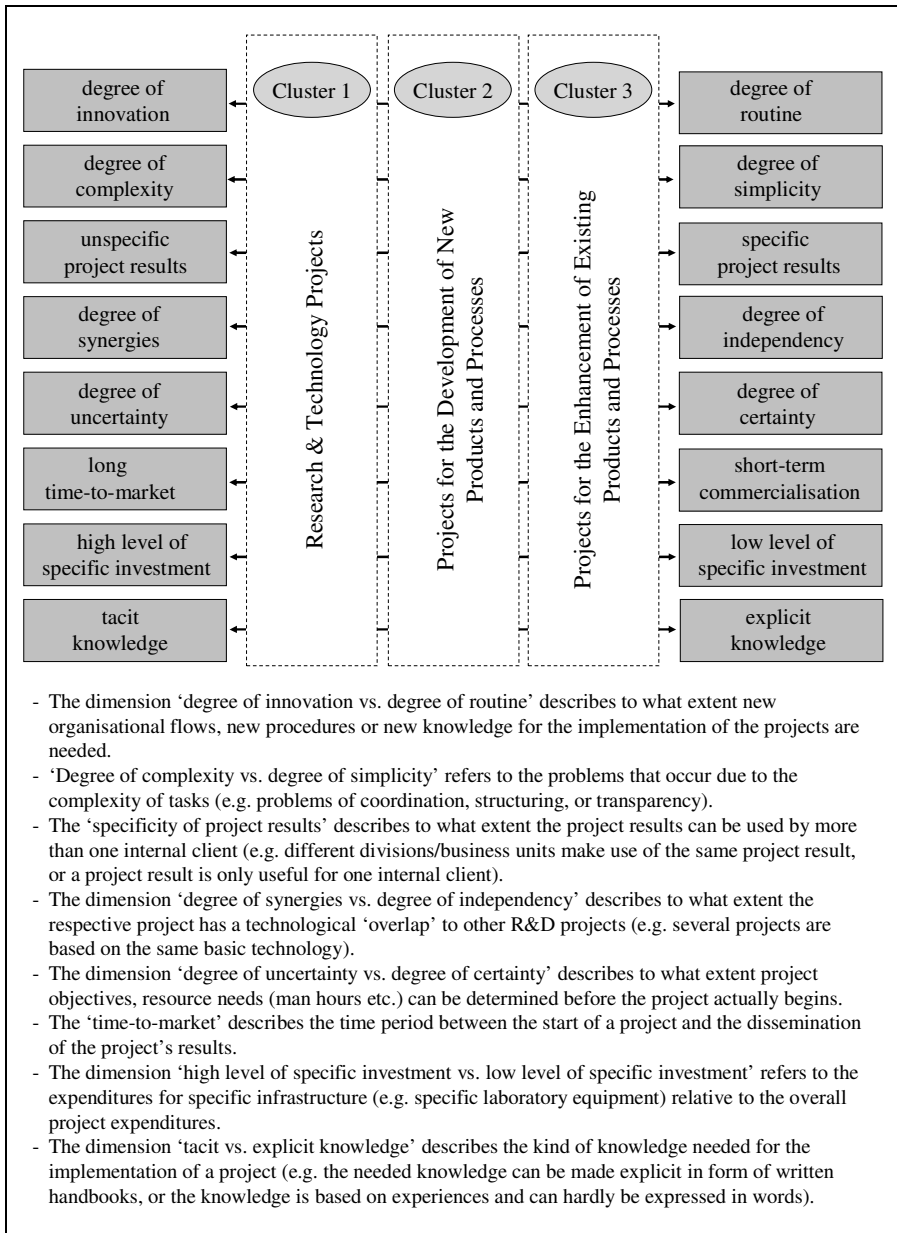 Cluster 1
Cluster 2
Cluster 3
degree of
innovation
degree of
routine
degree of
complexity
degree of
simplicity
unspecific
project results
specific
project results
degree of
synergies
degree of
independency
degree of
uncertainty
degree of
certainty
long
time-to-market
short-term
commercialisation
high level of
specific investment
low level of
specific investment
tacit
knowledge
explicit
knowledge
Research & Technology Projects
Projects for the Development of New
Products and Processes
Projects for the Enhancement of Existing
Products and Processes
- The dimension ‘degree of innovation vs. degree of routine’ describes to what extent new
organisational flows, new procedures or new knowledge for the implementation of the projects are
needed.
- ‘Degree of complexity vs. degree of simplicity’ refers to the problems that occur due to the
complexity of tasks (e.g. problems of coordination, structuring, or transparency).
- The ‘specificity of project results’ describes to what extent the project results can be used by more
than one internal client (e.g. different divisions/business units make use of the same project result,
or a project result is only useful for one internal client).
- The dimension ‘degree of synergies vs. degree of independency’ describes to what extent the
respective project has a technological ‘overlap’ to other R&D projects (e.g. several projects are
based on the same basic technology).
- The dimension ‘degree of uncertainty vs. degree of certainty’ describes to what extent project
objectives, resource needs (man hours etc.) can be determined before the project actually begins.
- The ‘time-to-market’ describes the time period between the start of a project and the dissemination
of the project’s results.
- The dimension ‘high level of specific investment vs. low level of specific investment’ refers to the
expenditures for specific infrastructure (e.g. specific laboratory equipment) relative to the overall
project expenditures.
- The dimension ‘tacit vs. explicit knowledge’ describes the kind of knowledge needed for the
implementation of a project (e.g. the needed knowledge can be made explicit in form of written
handbooks, or the knowledge is based on experiences and can hardly be expressed in words).